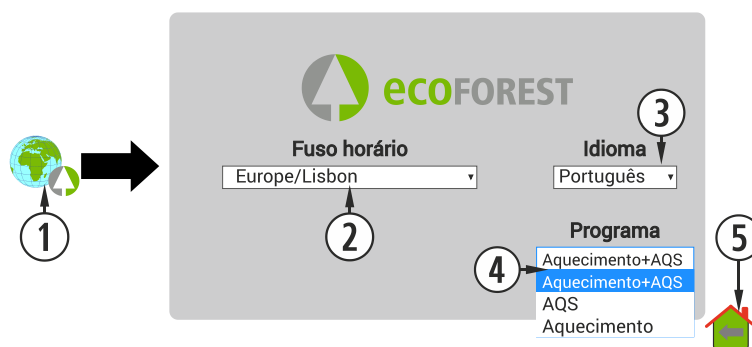 ecoFOREST
3
Fuso horário
Idioma
Europe/Lisbon
Português
1
2
Programa
5
4
Aquecimento+AQS
Aquecimento+AQS
AQS
Aquecimento